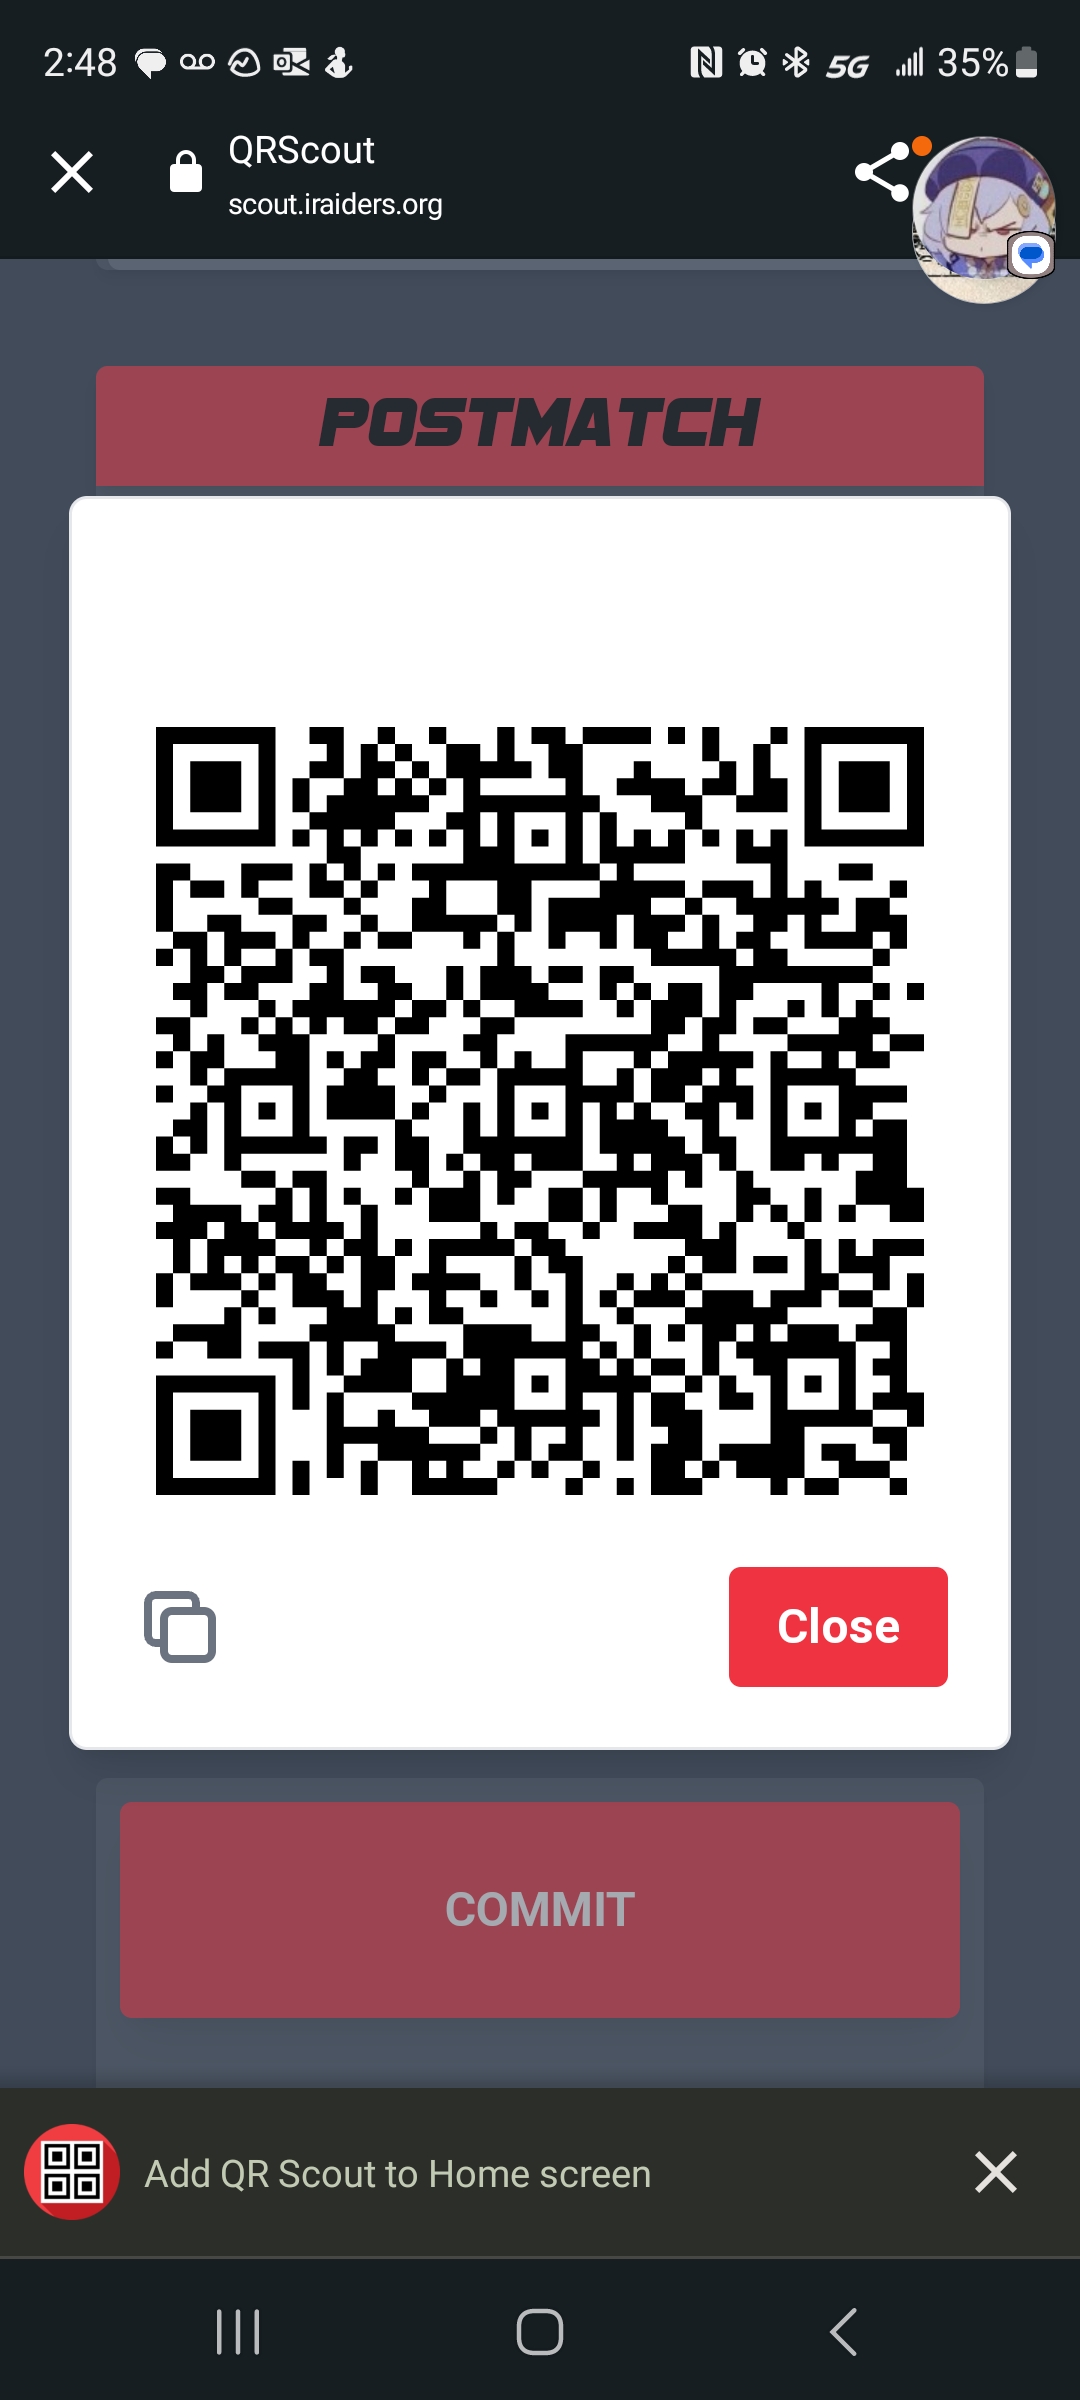 2:48
5G
35%
QRScout
scout.iraiders.org
POSTMATCH
Close
COMMIT
Add QR Scout to Home screen